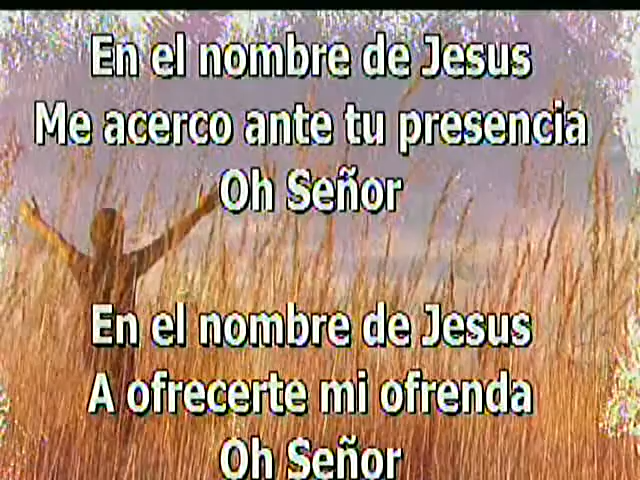 En el nombre de Jesus
Me acerco ante tu presencia
Oh Señor
En el nombre de Jesus
A ofrecerte mi ofrenda
Oh Señor